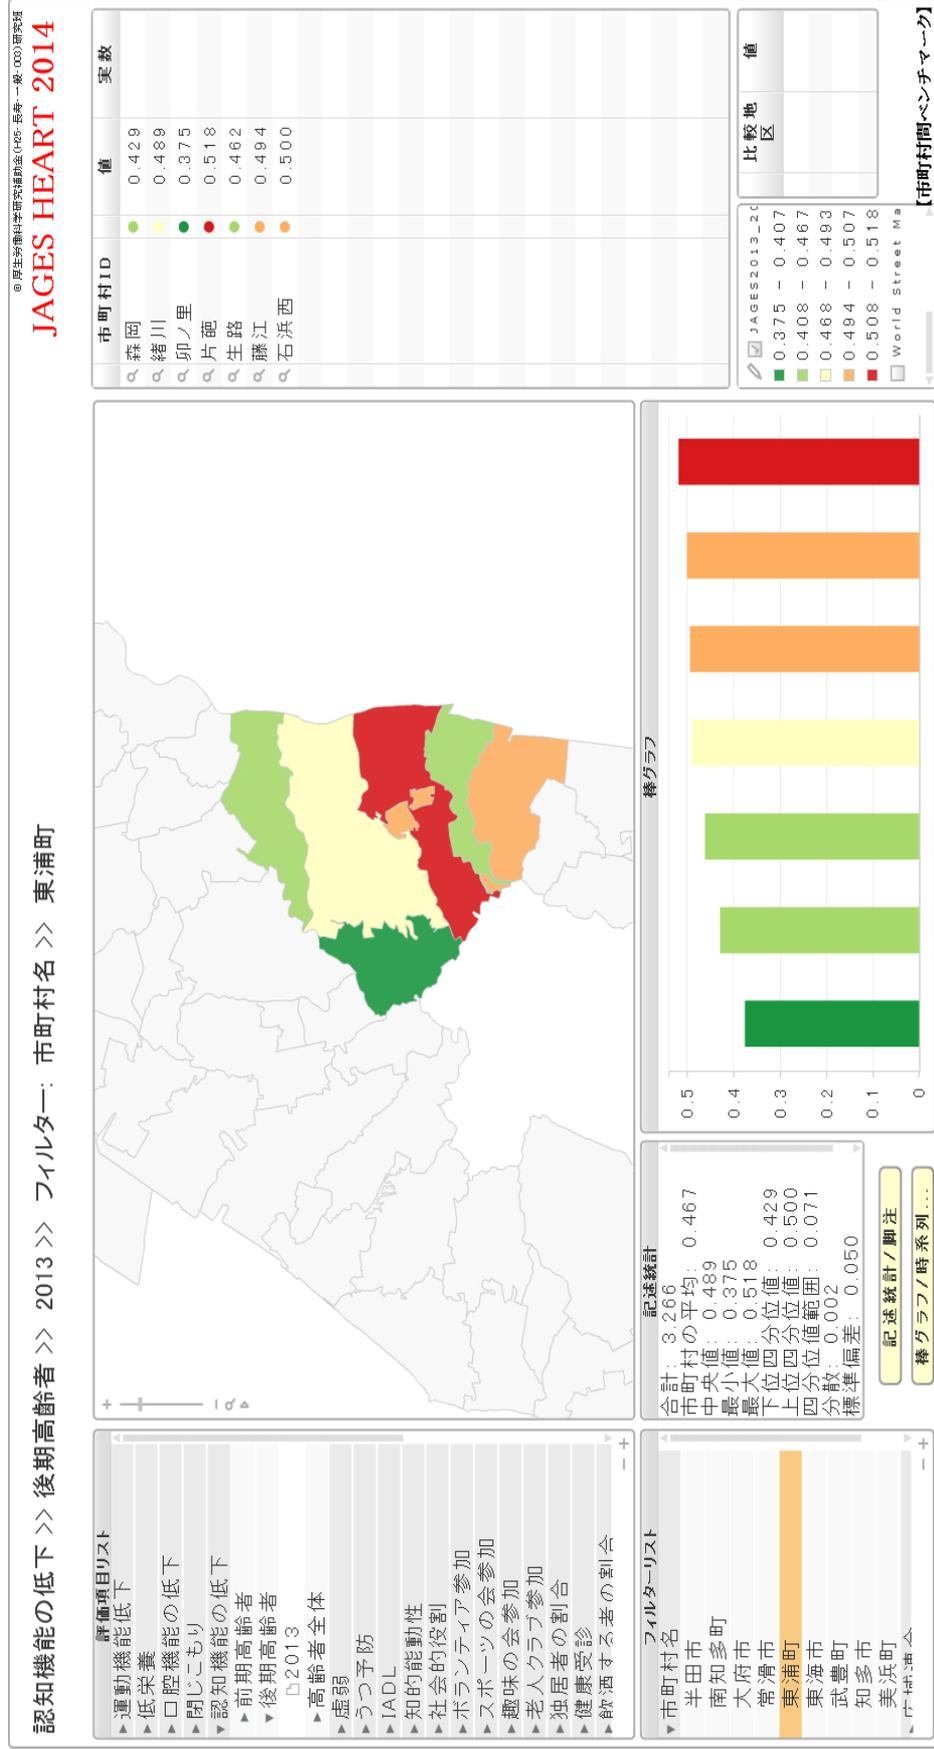 認知機能の低下 >> 後期高齢者 >> 2013 >> フィルター: 市町村名 >> 東浦町
© 厚生労働科学研究補助金(H25-長寿-一般-003)研究班
JAGES HEART 2014
評価項目リスト
▸運動機能低下
▸低栄養
▸口腔機能の低下
▸閉じこもり
▾認知機能の低下
▸前期高齢者
▾後期高齢者
2013
▸高齢者全体
▸虚弱
▸うつ予防
▸IADL
▸知的能動性
▸社会的役割
▸ボランティア参加
▸スポーツの会参加
▸趣味の会参加
▸老人クラブ参加
▸独居者の割合
▸健康受診
▸飲酒する者の割合
市町村ID 値 実数
森岡 0.429
緒川 0.489
卯ノ里 0.375
片葩 0.518
生路 0.462
藤江 0.494
石浜西 0.500
フィルターリスト
▾市町村名
半田市
南知多町
大府市
常滑市
東浦町
東海市
武豊町
知多市
美浜町
記述統計
合計: 3.266
市町村の平均: 0.467
中央値: 0.489
最小値: 0.375
最大値: 0.518
下位四分位値: 0.429
上位四分位値: 0.500
四分位値範囲: 0.071
分散: 0.002
標準偏差: 0.050
記述統計/脚注
棒グラフ/時系列...
棒グラフ
0.5
0.4
0.3
0.2
0.1
0
JAGES2013_20
0.375 – 0.407
0.408 – 0.467
0.468 – 0.493
0.494 – 0.507
0.508 – 0.518
World Street Ma
比較地区 値
【市町村間ベンチマーク】